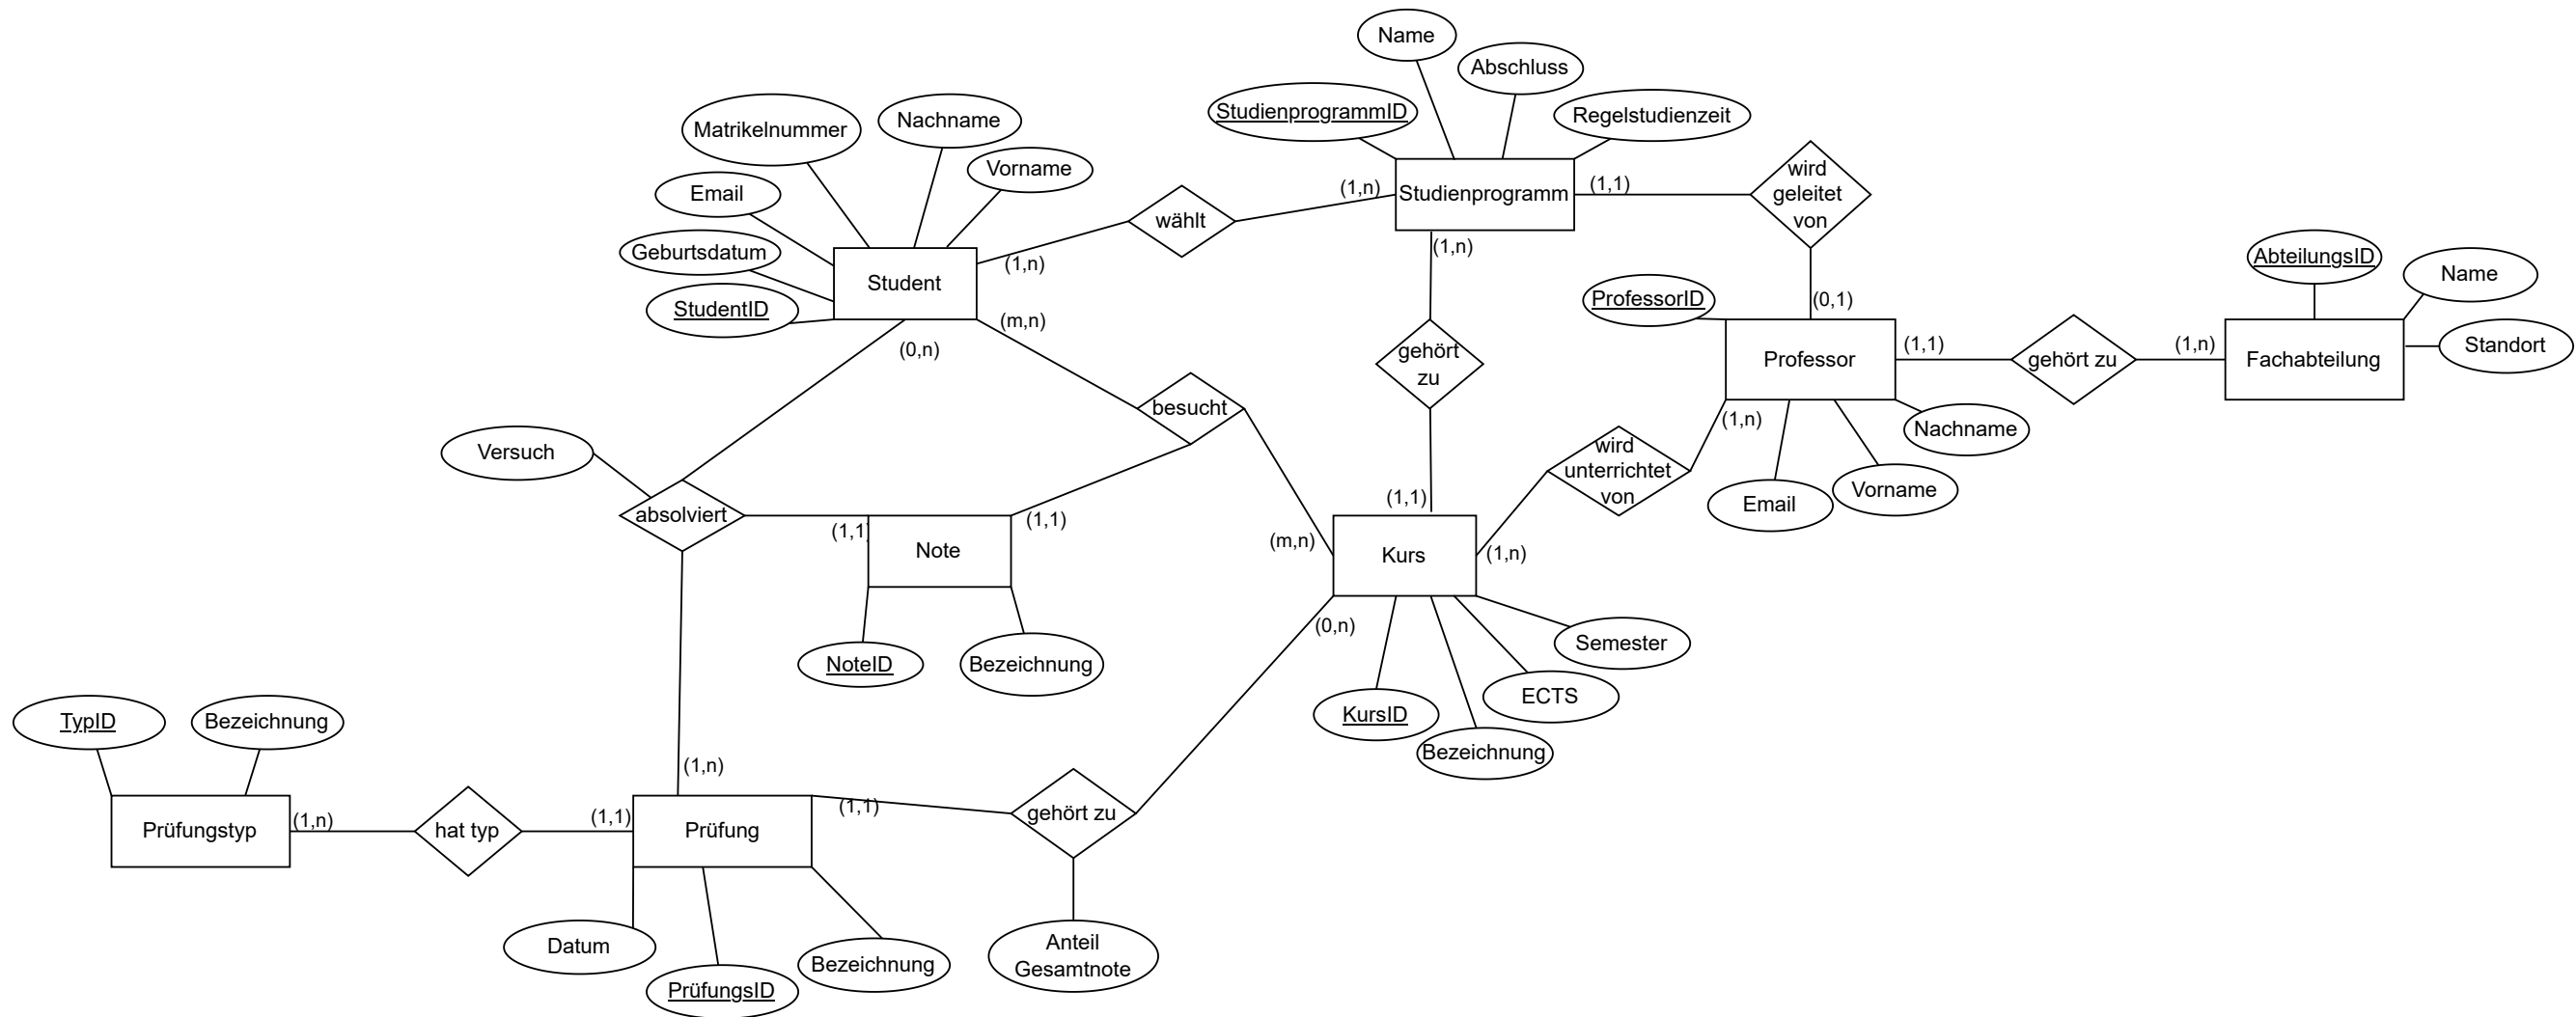 Name
Abschluss
StudienprogrammID
Regelstudienzeit
Matrikelnummer
Nachname
Vorname
Email
Geburtsdatum
StudentID
Student
(1,n)
wählt
(1,n)
Studienprogramm
(1,1)
wird
geleitet
von
(m,n)
(0,n)
(1,n)
gehört
zu
(1,1)
ProfessorID
(0,1)
Professor
(1,1)
gehört zu
(1,n)
Fachabteilung
AbteilungsID
Name
Standort
(1,n)
Nachname
Vorname
Email
wird
unterrichtet
von
besucht
Versuch
absolviert
(1,1)
Note
(1,1)
(m,n)
Kurs
(1,n)
(0,n)
NoteID
Bezeichnung
Semester
ECTS
KursID
Bezeichnung
TypID
Bezeichnung
(1,n)
Prüfungstyp
(1,n)
hat typ
(1,1)
Prüfung
(1,1)
gehört zu
Datum
PrüfungsID
Bezeichnung
Anteil
Gesamtnote